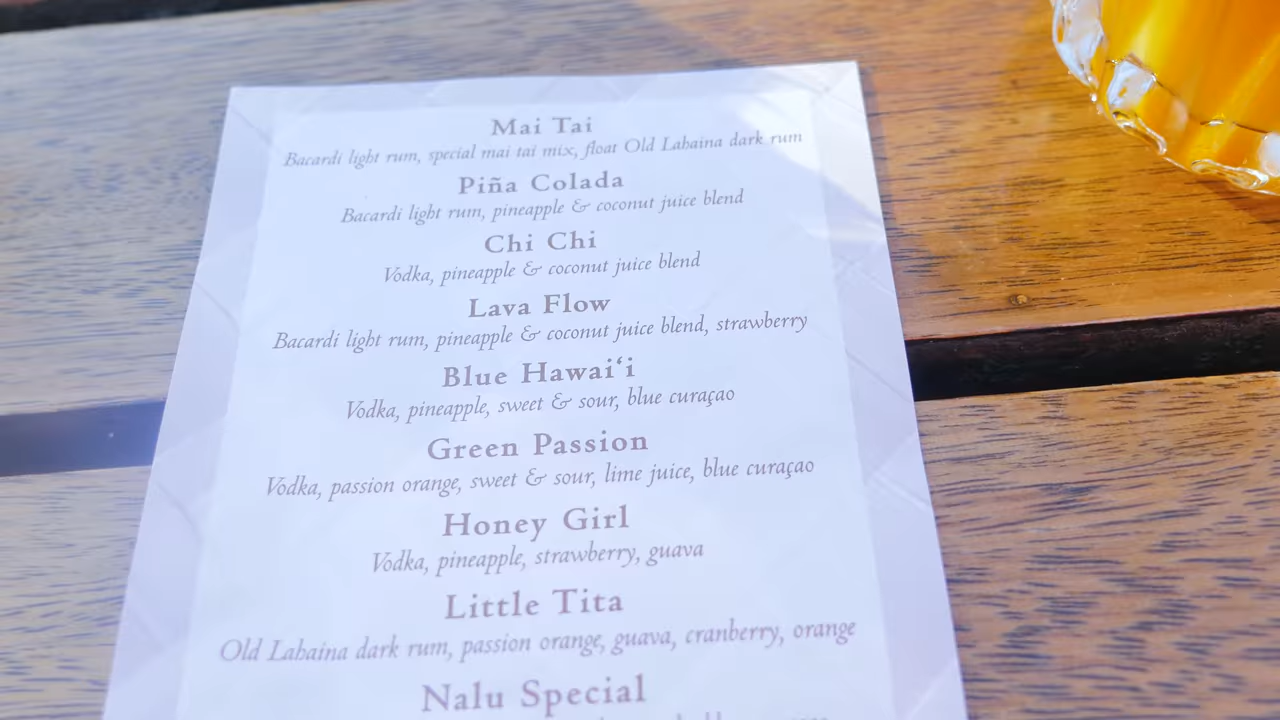 Mai Tai
Bacardi light rum, special mai tai mix, float Old Lahaina dark rum
Piña Colada
Bacardi light rum, pineapple & coconut juice blend
Chi Chi
Vodka, pineapple & coconut juice blend
Lava Flow
Bacardi light rum, pineapple & coconut juice blend, strawberry
Blue Hawaiʻi
Vodka, pineapple, sweet & sour, blue curaçao
Green Passion
Vodka, passion orange, sweet & sour, lime juice, blue curaçao
Honey Girl
Vodka, pineapple, strawberry, guava
Little Tita
Old Lahaina dark rum, passion orange, guava, cranberry, orange
Nalu Special